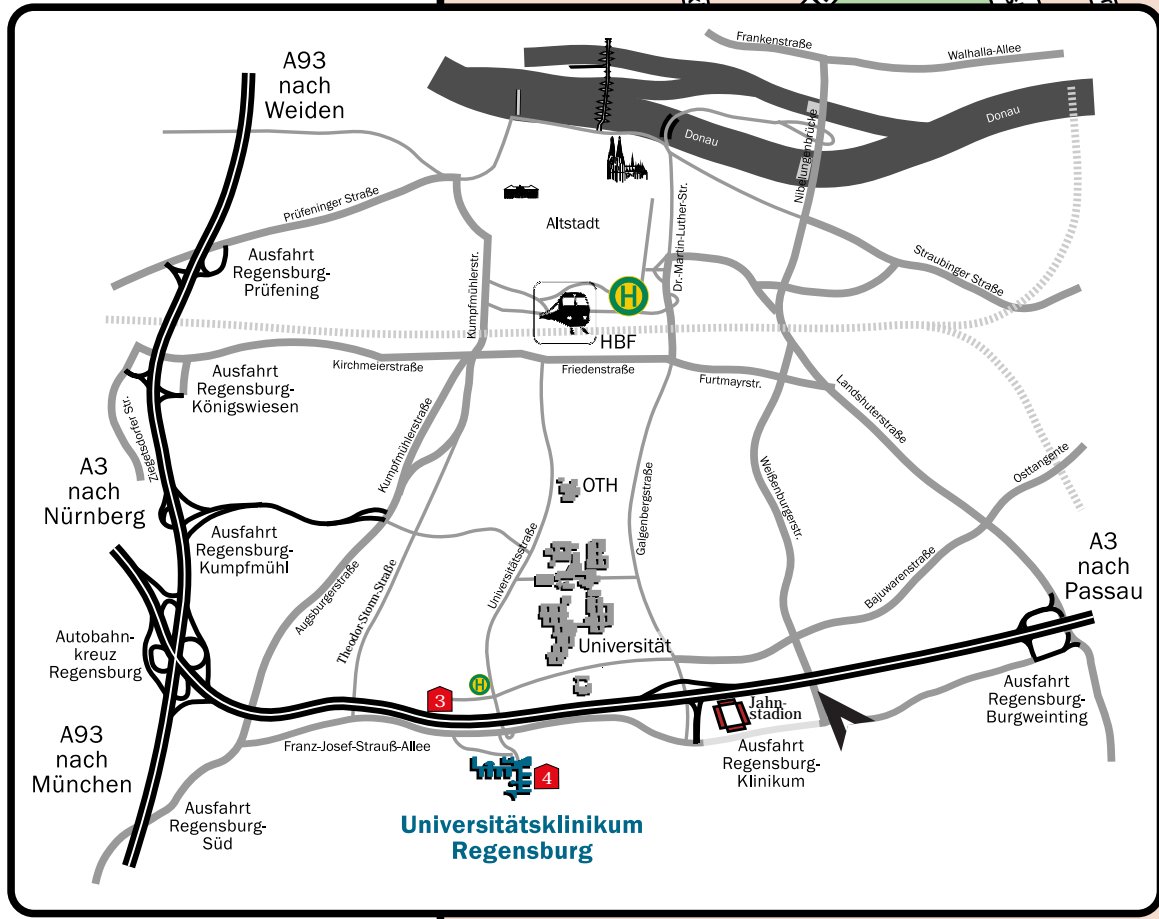 Frankenstraße
Walhalla-Allee
A93
nach
Weiden
Donau
Donau
Nibelungenbrücke
Prüfeninger Straße
Altstadt
Dr.-Martin-Luther-Str.
Straubinger Straße
Ausfahrt
Regensburg-
Prüfening
Kumpfmühlerstr.
H
HBF
Kirchmeierstraße
Friedenstraße
Furtmayrstr.
Landshuterstraße
Ausfahrt
Regensburg-
Königswiesen
Ziegetsdorfer Str.
Kumpfmühlerstraße
Weißenburgerstr.
Osttangente
A3
nach
Nürnberg
OTH
Galgenbergstraße
Ausfahrt
Regensburg-
Kumpfmühl
Universitätsstraße
A3
nach
Passau
Augsburgerstraße
Theodor-Storm-Straße
Bajuwarenstraße
Autobahn-
kreuz
Regensburg
Universität
H
3
Jahn-
stadion
Ausfahrt
Regensburg-
Burgweinting
A93
nach
München
Franz-Josef-Strauß-Allee
Ausfahrt
Regensburg-
Klinikum
4
Ausfahrt
Regensburg-
Süd
Universitätsklinikum
Regensburg